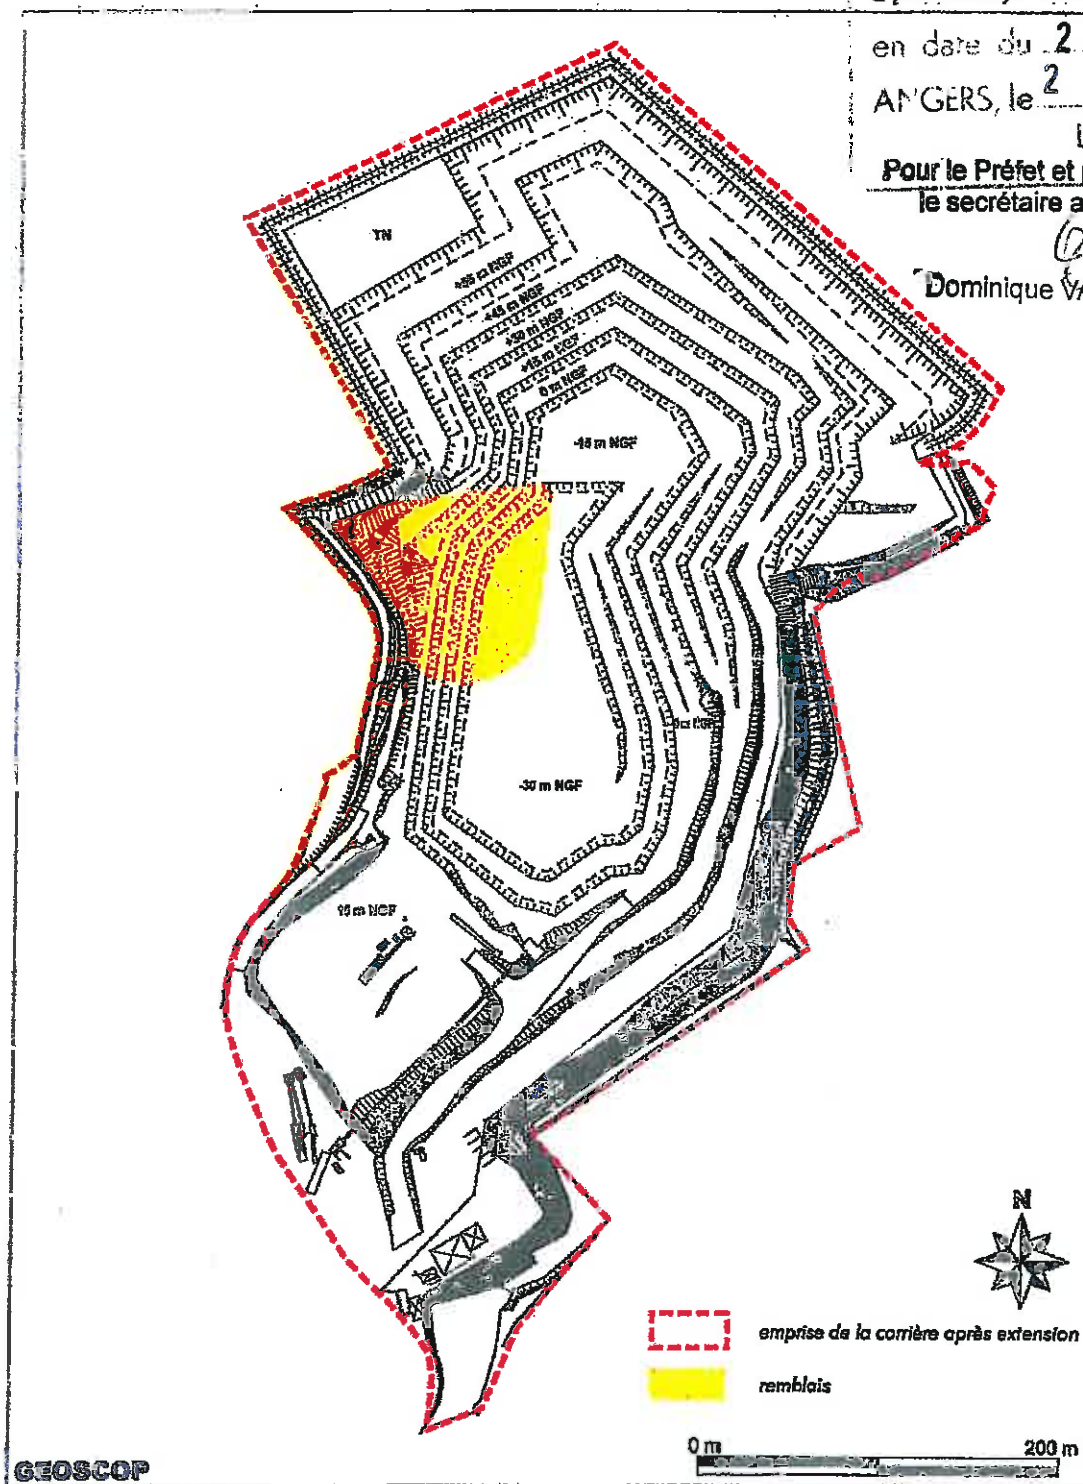 en date du 2
ANGERS, le 2
Pour le Préfet et
le secrétaire a
Dominique
TN
+45 m NGF
+30 m NGF
+15 m NGF
0 m NGF
-15 m NGF
0 m NGF
-30 m NGF
15 m NGF
N
emprise de la carrière après extension
remblais
0 m 200 m
GEOSCOP